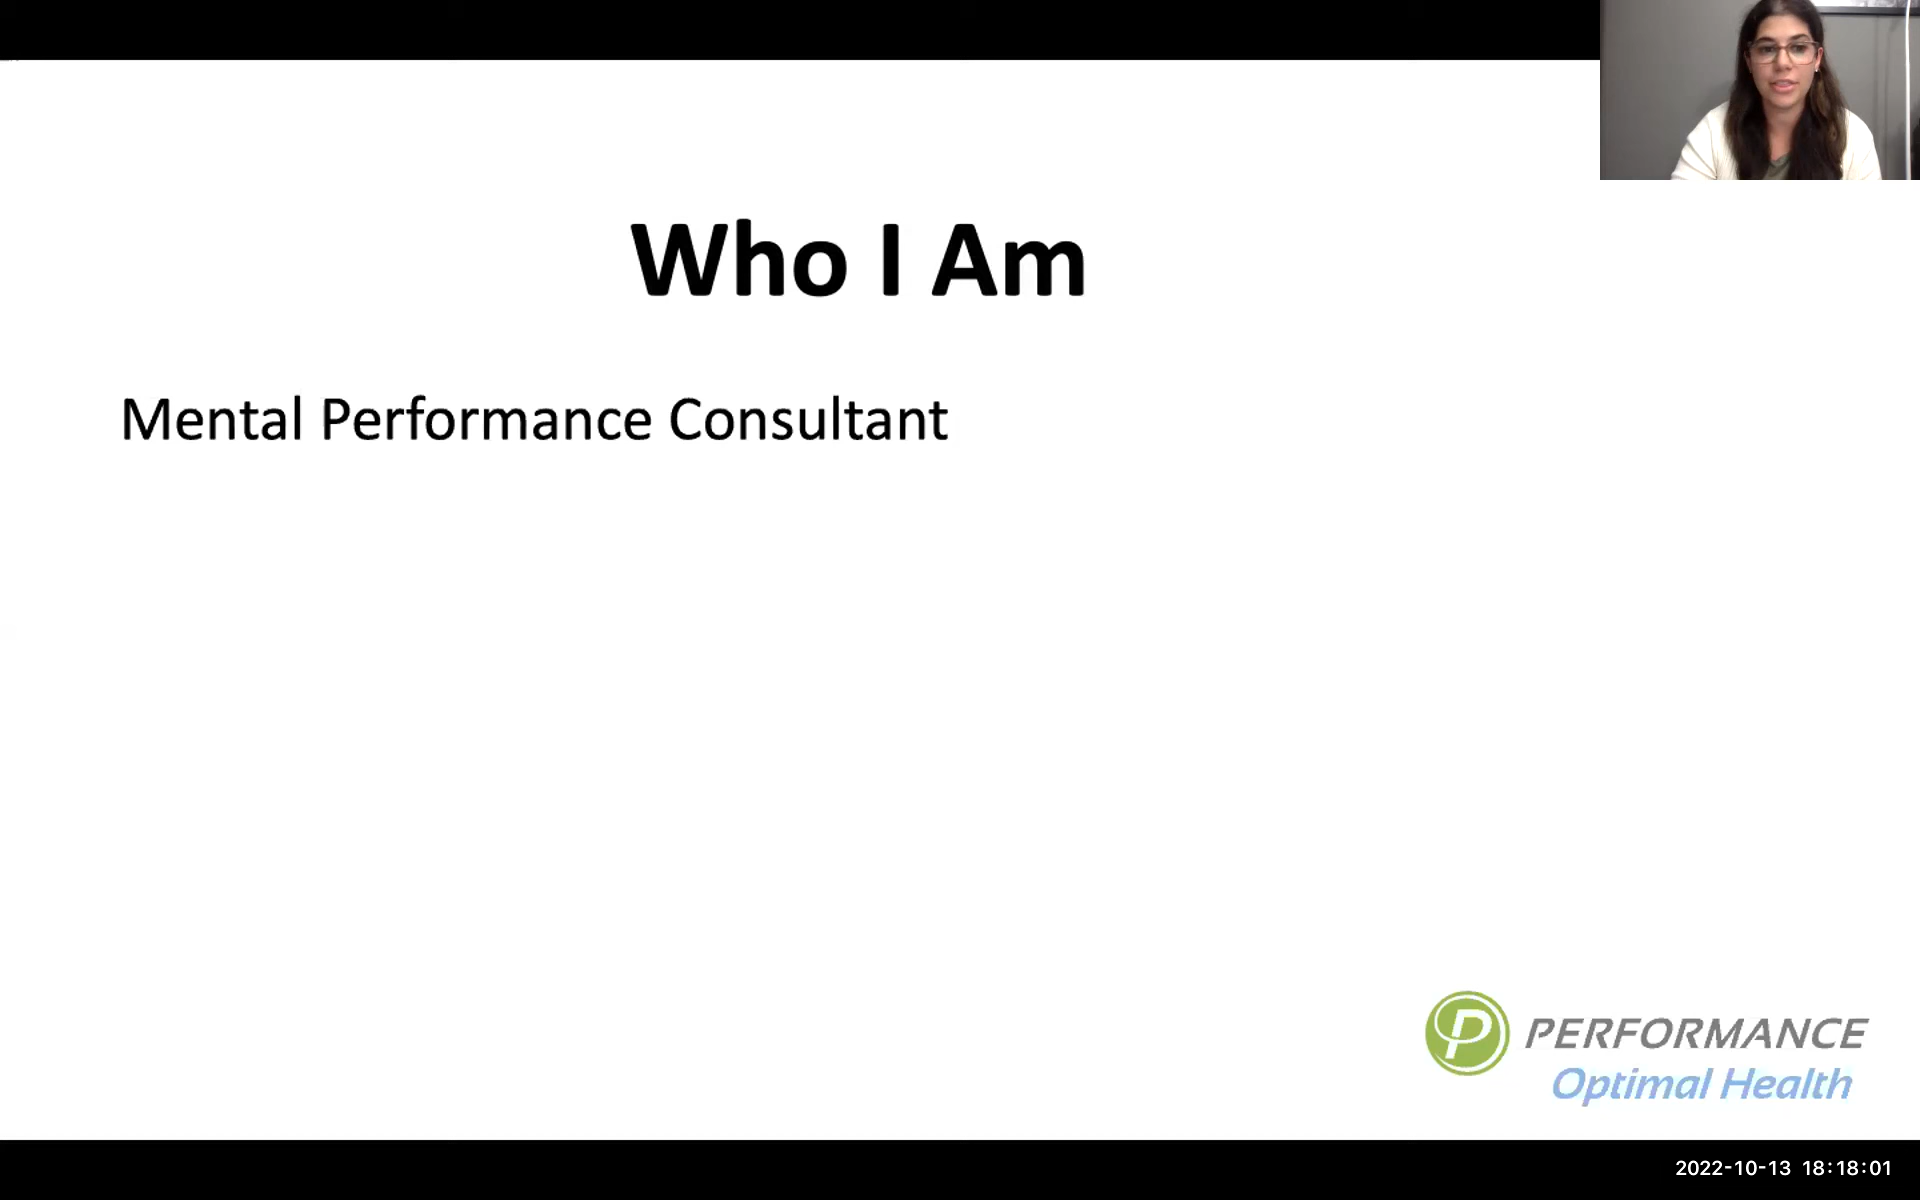 Who I Am
Mental Performance Consultant
P PERFORMANCE
Optimal Health
2022-10-13 18:18:01